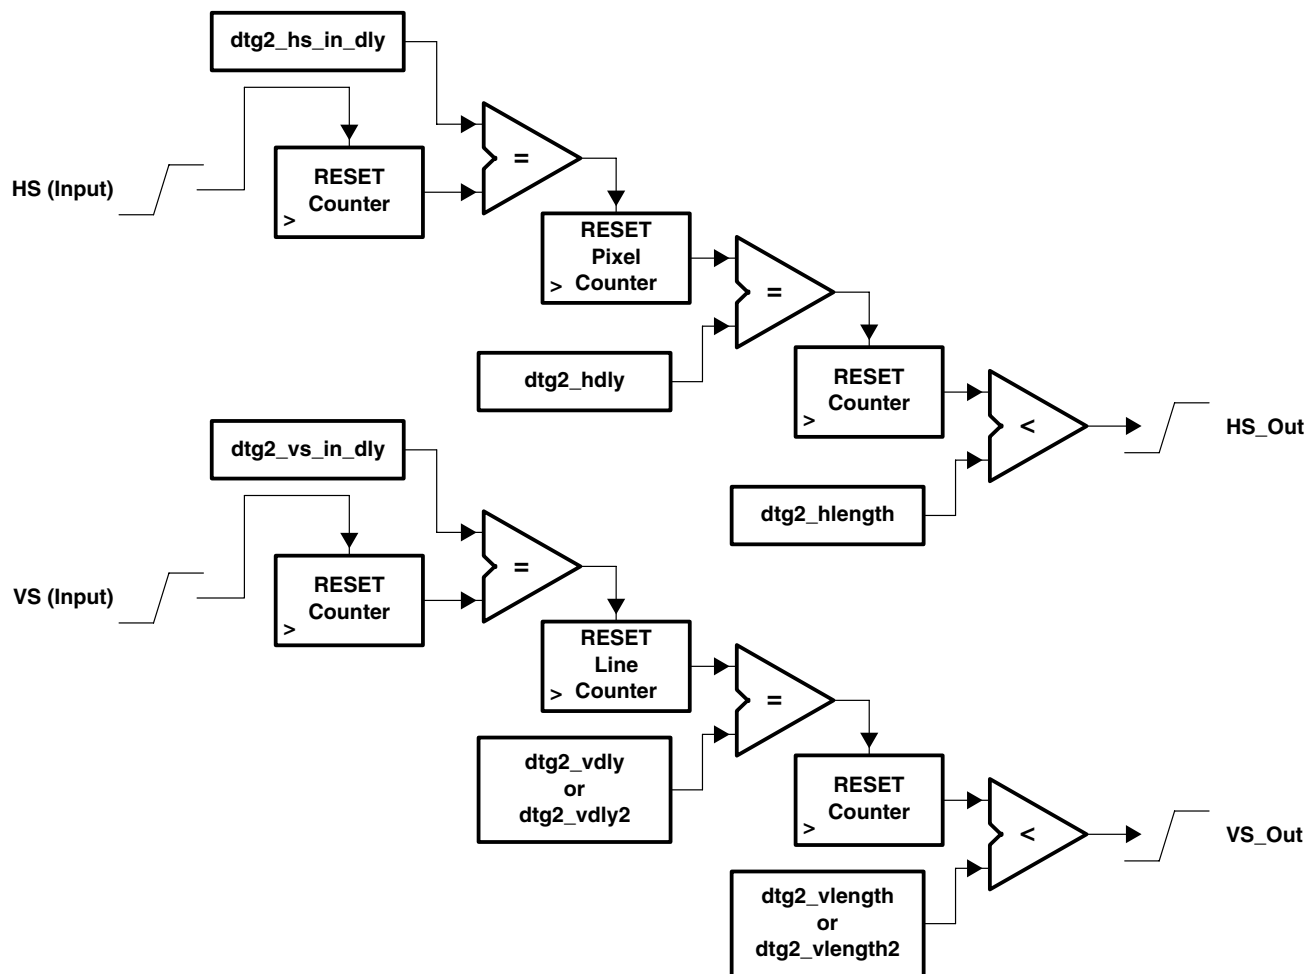 dtg2_hs_in_dly
HS (Input)
RESET
Counter
>
=
RESET
Pixel
Counter
>
=
dtg2_hdly
RESET
Counter
>
<
HS_Out
dtg2_hlength
dtg2_vs_in_dly
VS (Input)
RESET
Counter
>
=
RESET
Line
Counter
>
=
dtg2_vdly
or
dtg2_vdly2
RESET
Counter
>
<
VS_Out
dtg2_vlength
or
dtg2_vlength2